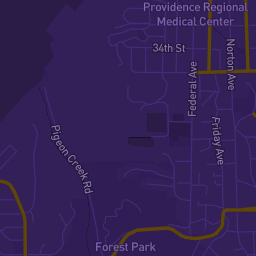 Providence Regional
Medical Center
34th St
Norton Ave
Federal Ave
Friday Ave
Pigeon Creek Rd
Forest Park